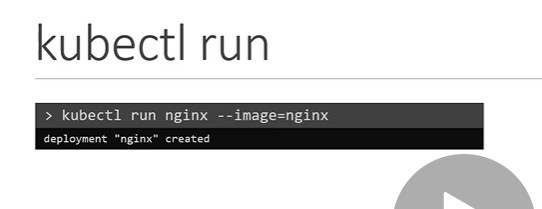 kubectl run
> kubectl run nginx --image=nginx
deployment "nginx" created